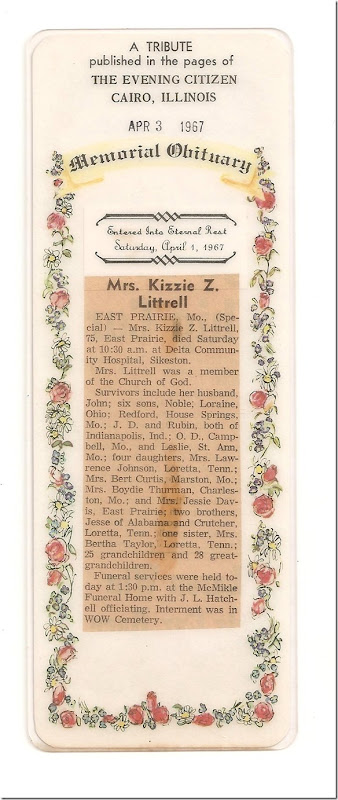 A TRIBUTE
published in the pages of
THE EVENING CITIZEN
CAIRO, ILLINOIS
APR 3 1967
Memorial Obituary
Entered Into Eternal Rest
Saturday, April 1, 1967
Mrs. Kizzie Z.
Littrell
EAST PRAIRIE, Mo., (Spe-
cial) — Mrs. Kizzie Z. Littrell,
75, East Prairie, died Saturday
at 10:30 a.m. at Delta Commun-
ity Hospital, Sikeston.
Mrs. Littrell was a member
of the Church of God.
Survivors include her husband,
John; six sons, Noble; Loraine,
Ohio; Redford, House Springs,
Mo.; J. D. and Rubin, both of
Indianapolis, Ind.; O. D., Camp-
bell, Mo., and Leslie, St. Ann,
Mo.; four daughters, Mrs. Law-
rence Johnson, Loretta, Tenn.;
Mrs. Bert Curtis, Marston, Mo.;
Mrs. Boydie Thurman, Charles-
ton, Mo.; and Mrs. Jessie Dav-
is, East Prairie; two brothers,
Jesse of Alabama and Crutcher,
Loretta, Tenn.; one sister, Mrs.
Bertha Taylor, Loretta, Tenn.;
25 grandchildren and 28 great-
grandchildren.
Funeral services were held to-
day at 1:30 p.m. at the McMikle
Funeral Home with J. L. Hatch-
ell officiating. Interment was in
WOW Cemetery.